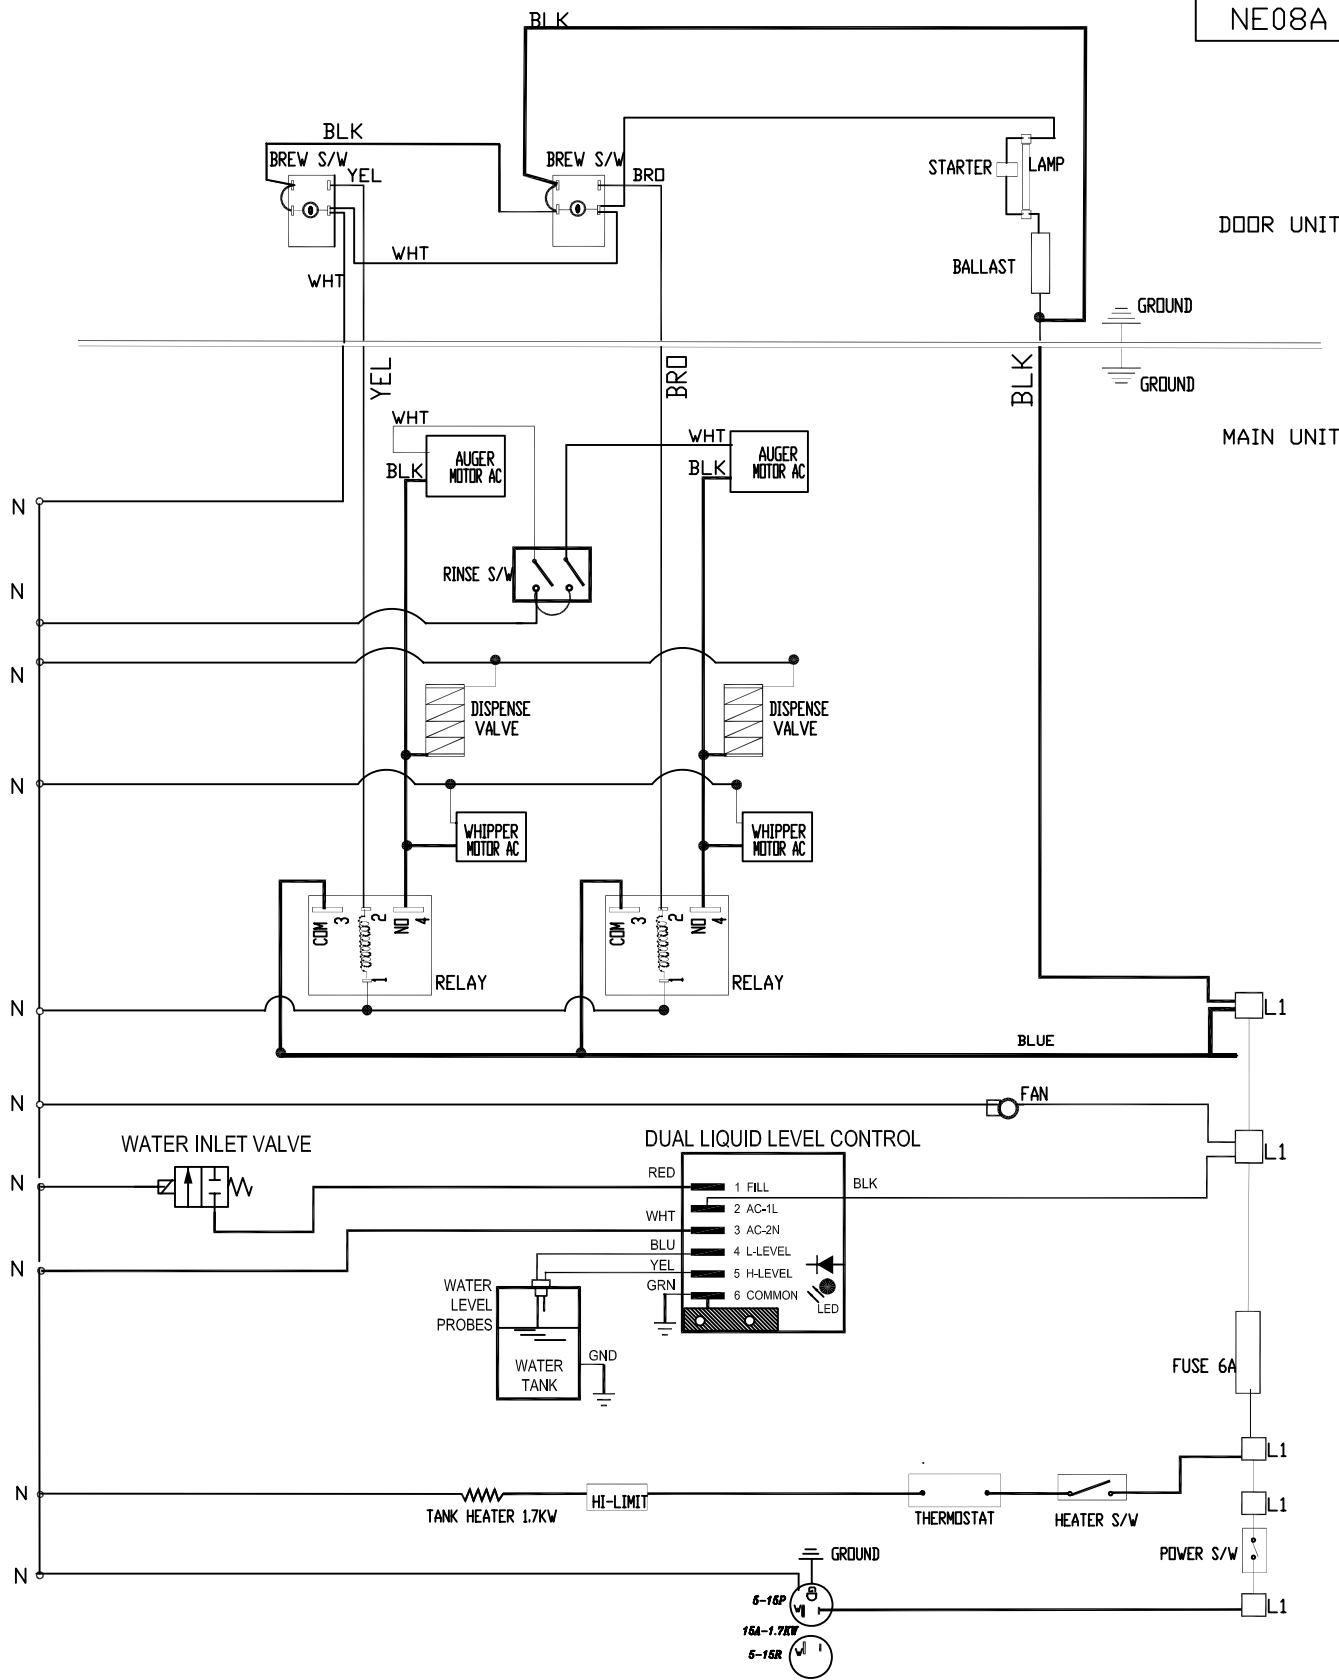 NE08A
BLK
BLK
BREW S/W
YEL
BREW S/W
BRO
STARTER
LAMP
DOOR UNIT
WHT
BALLAST
WHT
GROUND
YEL
BRO
BLK
GROUND
WHT
MAIN UNIT
WHT
AUGER
MOTOR AC
BLK
AUGER
MOTOR AC
BLK
N
RINSE S/W
N
N
DISPENSE
VALVE
DISPENSE
VALVE
N
WHIPPER
MOTOR AC
WHIPPER
MOTOR AC
COM
3
2
NO
4
1
RELAY
COM
3
2
NO
4
1
RELAY
N
L1
BLUE
N
FAN
WATER INLET VALVE
DUAL LIQUID LEVEL CONTROL
L1
N
RED
1 FILL
BLK
2 AC-1L
WHT
3 AC-2N
BLU
4 L-LEVEL
N
YEL
5 H-LEVEL
GRN
6 COMMON
LED
WATER
LEVEL
PROBES
WATER
TANK
GND
FUSE 6A
L1
N
TANK HEATER 1.7KW
HI-LIMIT
THERMOSTAT
HEATER S/W
L1
POWER S/W
N
GROUND
5-15P
GD
W
L1
15A-1.7KW
5-15R
W